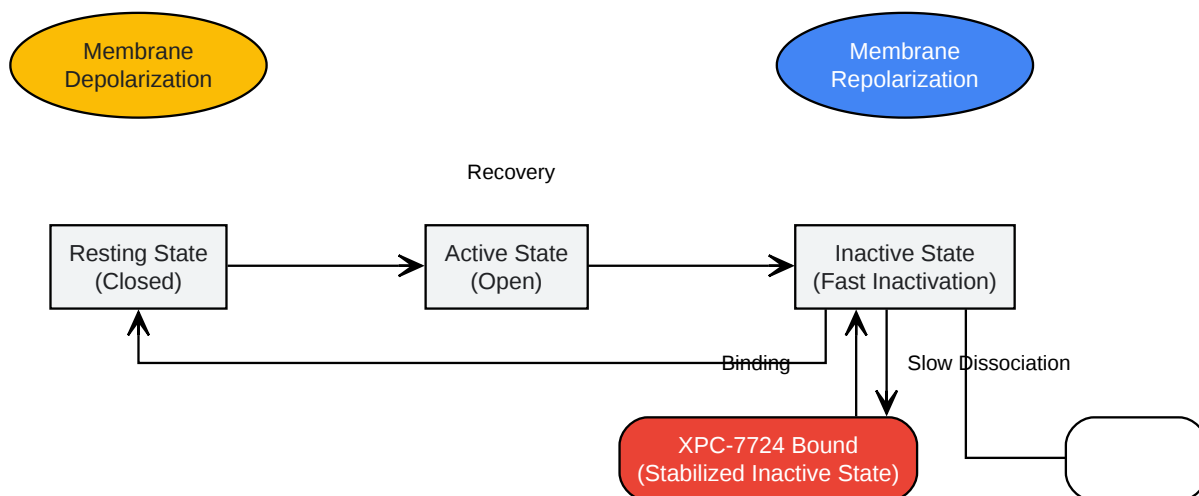 Membrane
Depolarization
Membrane
Repolarization
Recovery
Resting State
(Closed)
Active State
(Open)
Inactive State
(Fast Inactivation)
Binding
Slow Dissociation
XPC-7724 Bound
(Stabilized Inactive State)